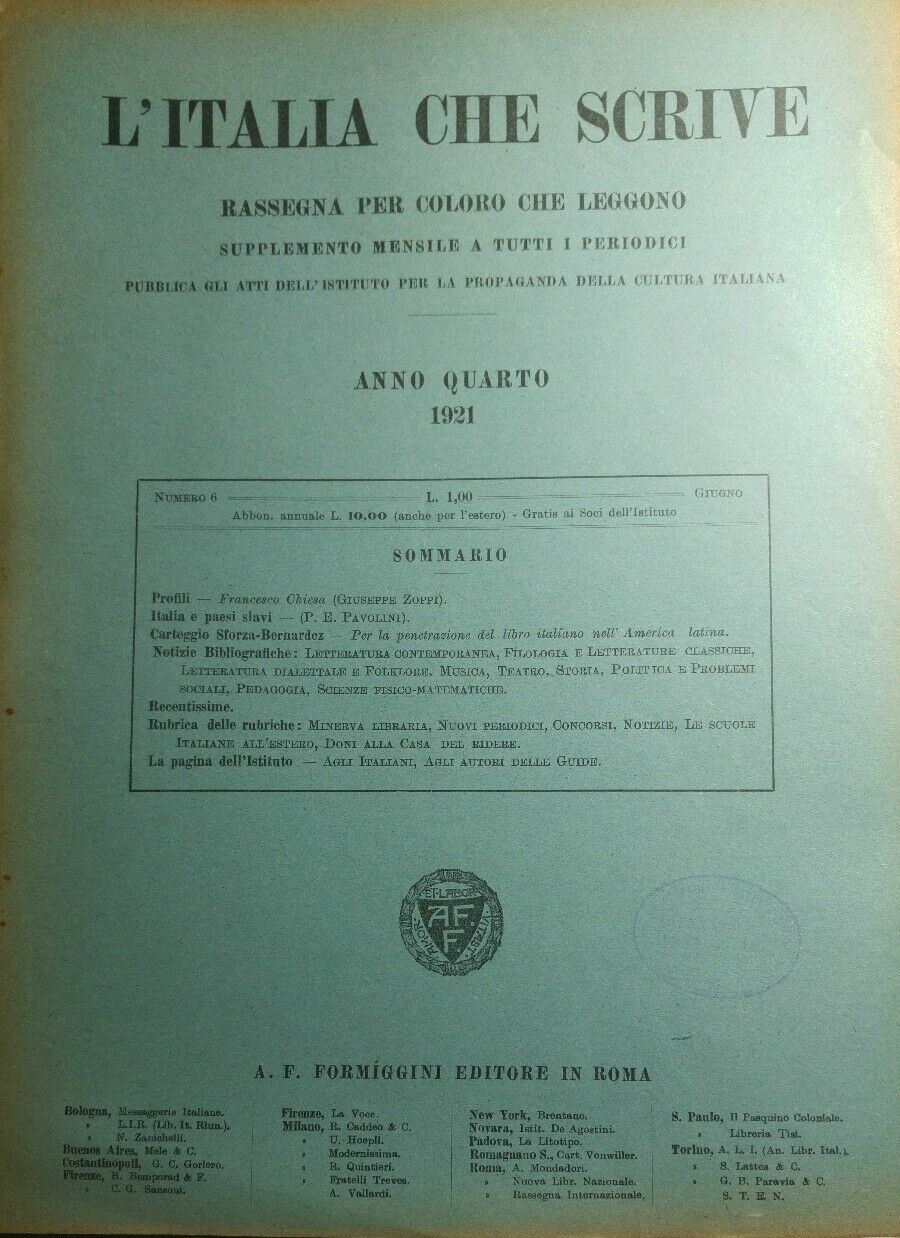 L'ITALIA CHE SCRIVE
RASSEGNA PER COLORO CHE LEGGONO
SUPPLEMENTO MENSILE A TUTTI I PERIODICI
PUBBLICA GLI ATTI DELL'ISTITUTO PER LA PROPAGANDA DELLA CULTURA ITALIANA
ANNO QUARTO
1921
NUMERO 6 L. 1,00 GIUGNO
Abbon. annuale L. 10.00 (anche per l'estero) - Gratis ai Soci dell'Istituto
SOMMARIO
Profili — Francesco Chiesa (GIUSEPPE ZOPPI).
Italia e paesi slavi — (P. E. PAVOLINI).
Carteggio Sforza-Bernardez — Per la penetrazione del libro italiano nell'America latina.
Notizie Bibliografiche: LETTERATURA CONTEMPORANEA, FILOLOGIA E LETTERATURE CLASSICHE,
LETTERATURA DIALETTALE E FOLKLORE, MUSICA, TEATRO, STORIA, POLITICA E PROBLEMI
SOCIALI, PEDAGOGIA, SCIENZE FISICO-MATEMATICHE.
Recentissime.
Rubrica delle rubriche: MINERVA LIBRARIA, NUOVI PERIODICI, CONCORSI, NOTIZIE, LE SCUOLE
ITALIANE ALL'ESTERO, DONI ALLA CASA DEL RIDERE.
La pagina dell'Istituto — AGLI ITALIANI, AGLI AUTORI DELLE GUIDE.
AMOR ET LABOR VITAST
A. F.
F
A. F. FORMÍGGINI EDITORE IN ROMA
Bologna, Messaggerie Italiane.
» L.I.R. (Lib. It. Riun.).
» N. Zanichelli.
Buenos Aires, Mele & C.
Costantinopoli, G. C. Gorlero.
Firenze, R. Bemporad & F.
» C. G. Sansoni.
Firenze, La Voce.
Milano, R. Caddeo & C.
» U. Hoepli.
» Modernissima.
» R. Quintieri.
» Fratelli Treves.
A. Vallardi.
New York, Brentano.
Novara, Istit. De Agostini.
Padova, La Litotipo.
Romagnano S., Cart. Vonwiller.
Roma, A. Mondadori.
» Nuova Libr. Nazionale.
» Rassegna Internazionale.
S. Paulo, Il Pasquino Coloniale.
» Libreria Tisi.
Torino, A. L. I. (An. Libr. Ital.).
» S. Lattes & C.
» G. B. Paravia & C.
S. T. E. N.